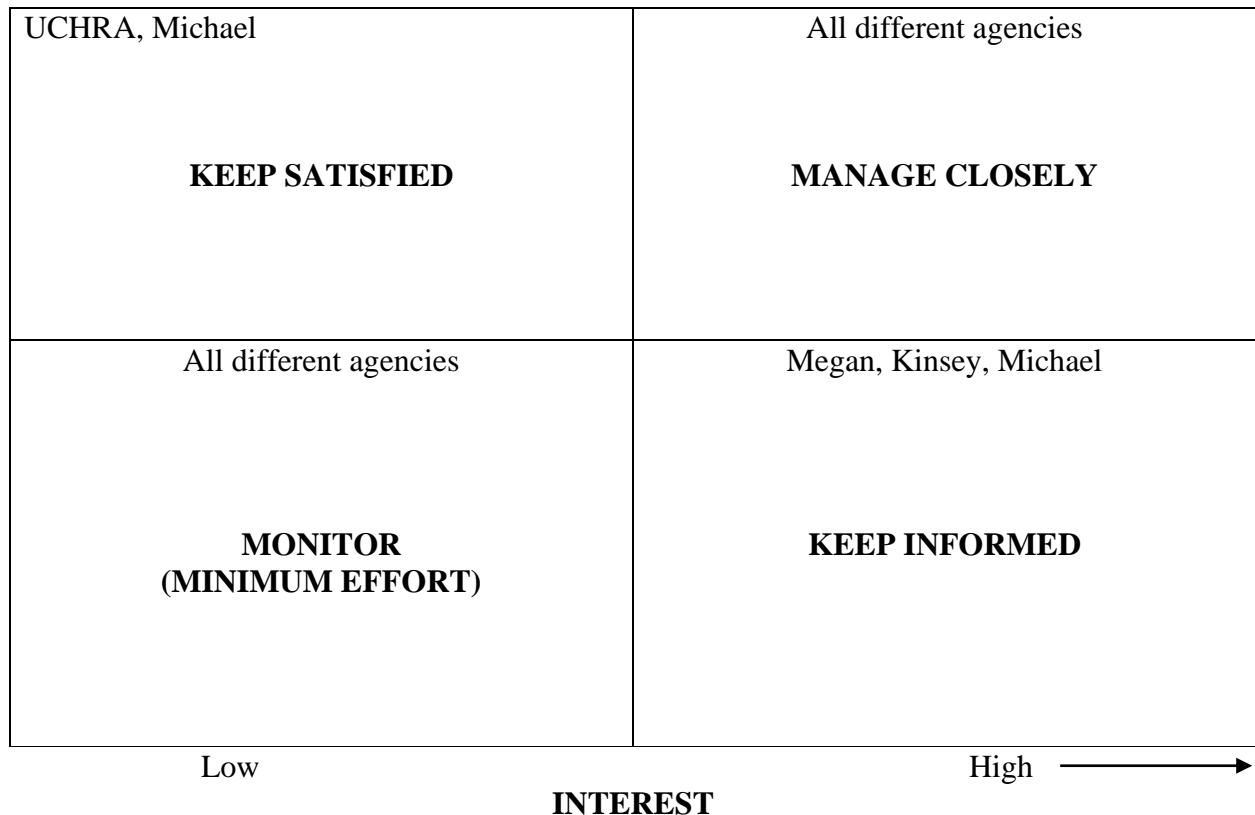 UCHRA, Michael
All different agencies
KEEP SATISFIED
MANAGE CLOSELY
All different agencies
Megan, Kinsey, Michael
MONITOR
(MINIMUM EFFORT)
KEEP INFORMED
Low
High
INTEREST